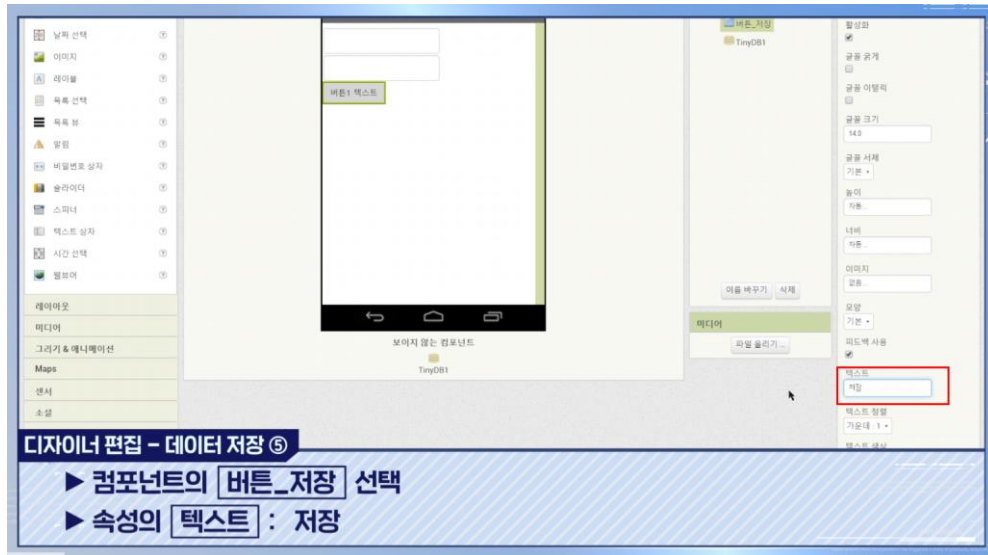 날짜 선택
이미지
레이블
목록 선택
목록 뷰
알림
비밀번호 상자
슬라이더
스피너
텍스트 상자
시간 선택
웹뷰어
레이아웃
미디어
그리기 & 애니메이션
Maps
센서
소셜
버튼1 텍스트
보이지 않는 컴포넌트
TinyDB1
버튼_저장
TinyDB1
이름 바꾸기 삭제
미디어
파일 올리기 ...
활성화
글꼴 굵게
글꼴 이탤릭
글꼴 크기
14.0
글꼴 서체
기본
높이
자동...
너비
자동...
이미지
없음...
모양
기본
피드백 사용
텍스트
저장
텍스트 정렬
가운데 : 1
텍스트 색상
디자이너 편집 – 데이터 저장 ⑤
▶ 컴포넌트의 버튼_저장 선택
▶ 속성의 텍스트 : 저장